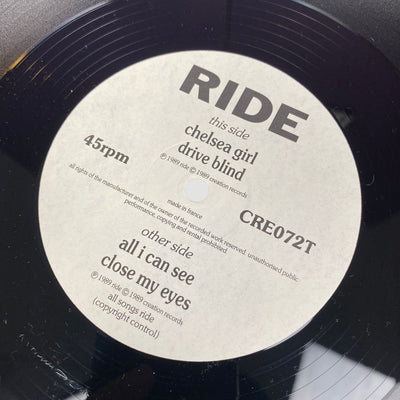 RIDE
this side
chelsea girl
drive blind
℗ 1989 ride © 1989 creation records
45rpm
made in france
CRE072T
all rights of the manufacturer and of the owner of the recorded work reserved. unauthorised public
performance, copying and rental prohibited.
other side
all i can see
close my eyes
℗ 1989 ride © 1989 creation records
all songs ride
(copyright control)